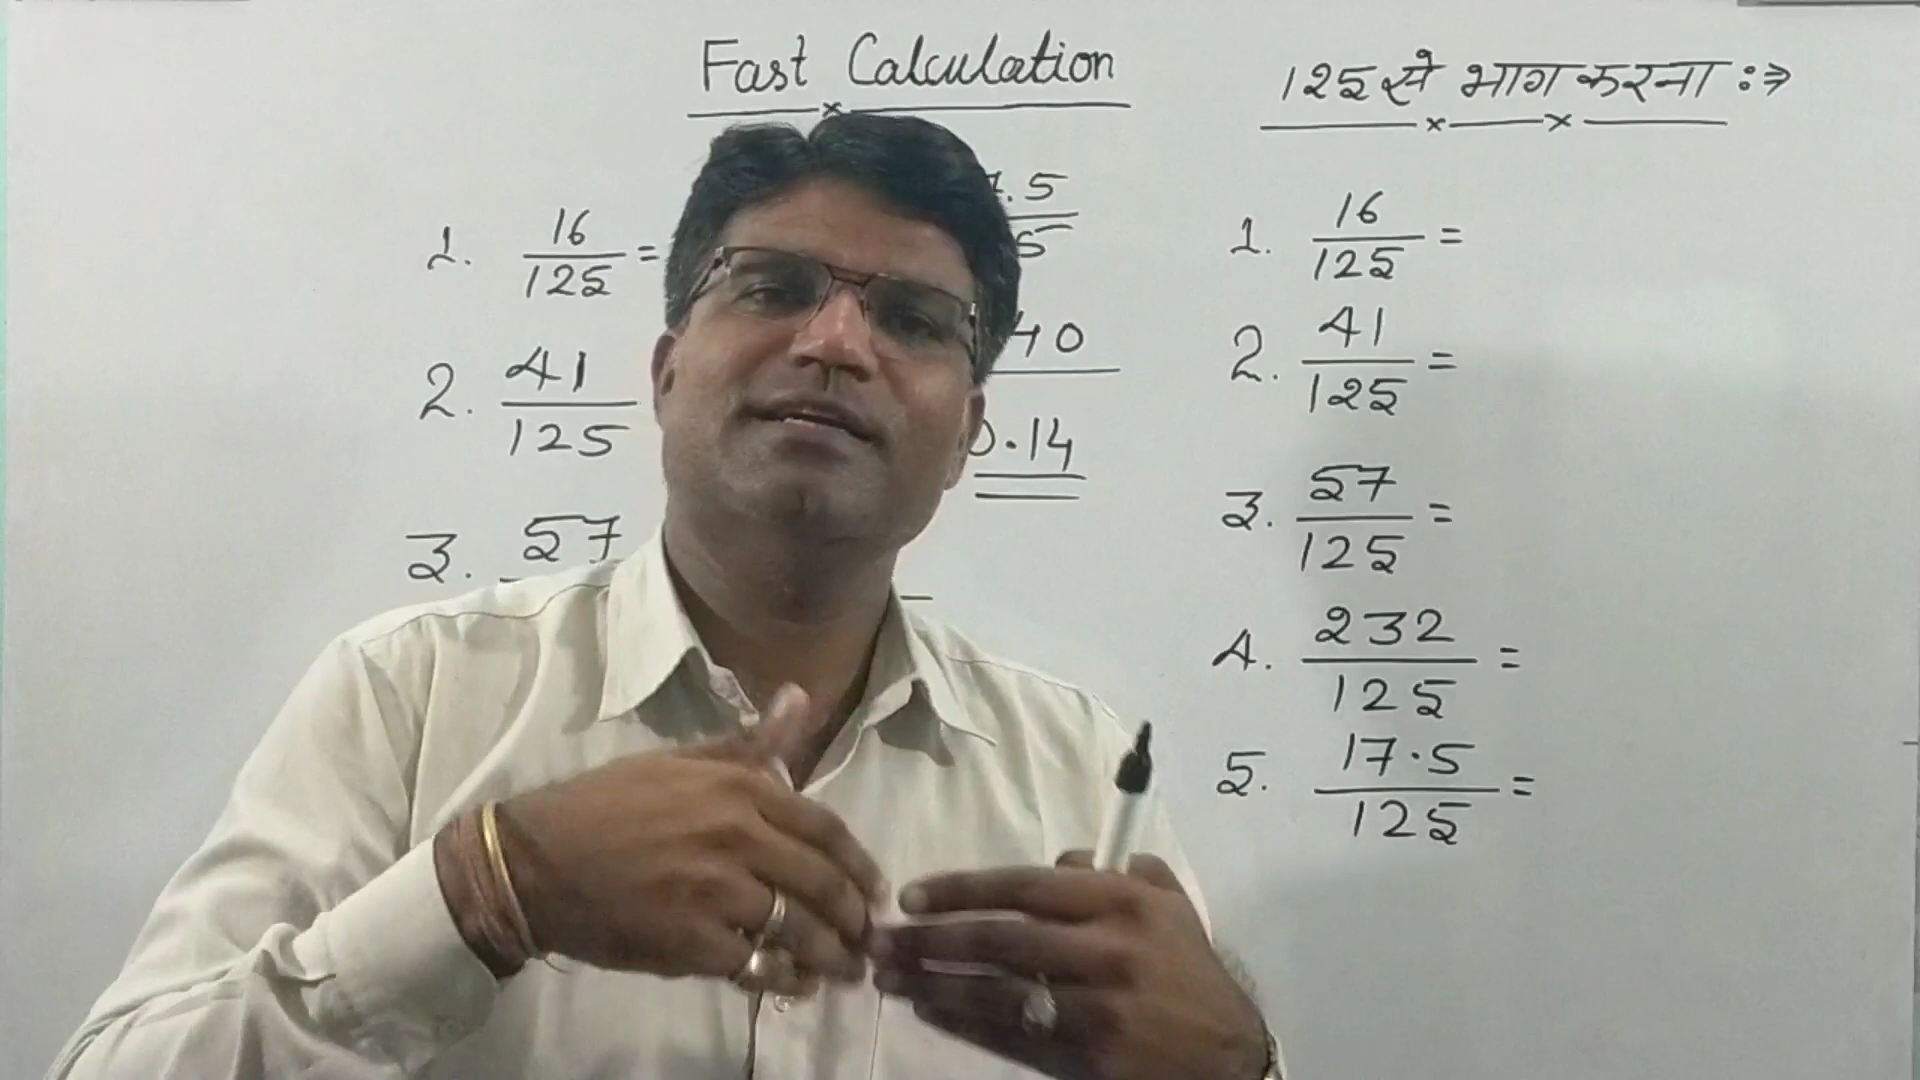 Fast Calculation
1. 16/125 =
2. 41/125
3. 57
.5
5
40
0.14
125 से भाग करना :⇒
1. 16/125 =
2. 41/125 =
3. 57/125 =
4. 232/125 =
5. 17.5/125 =